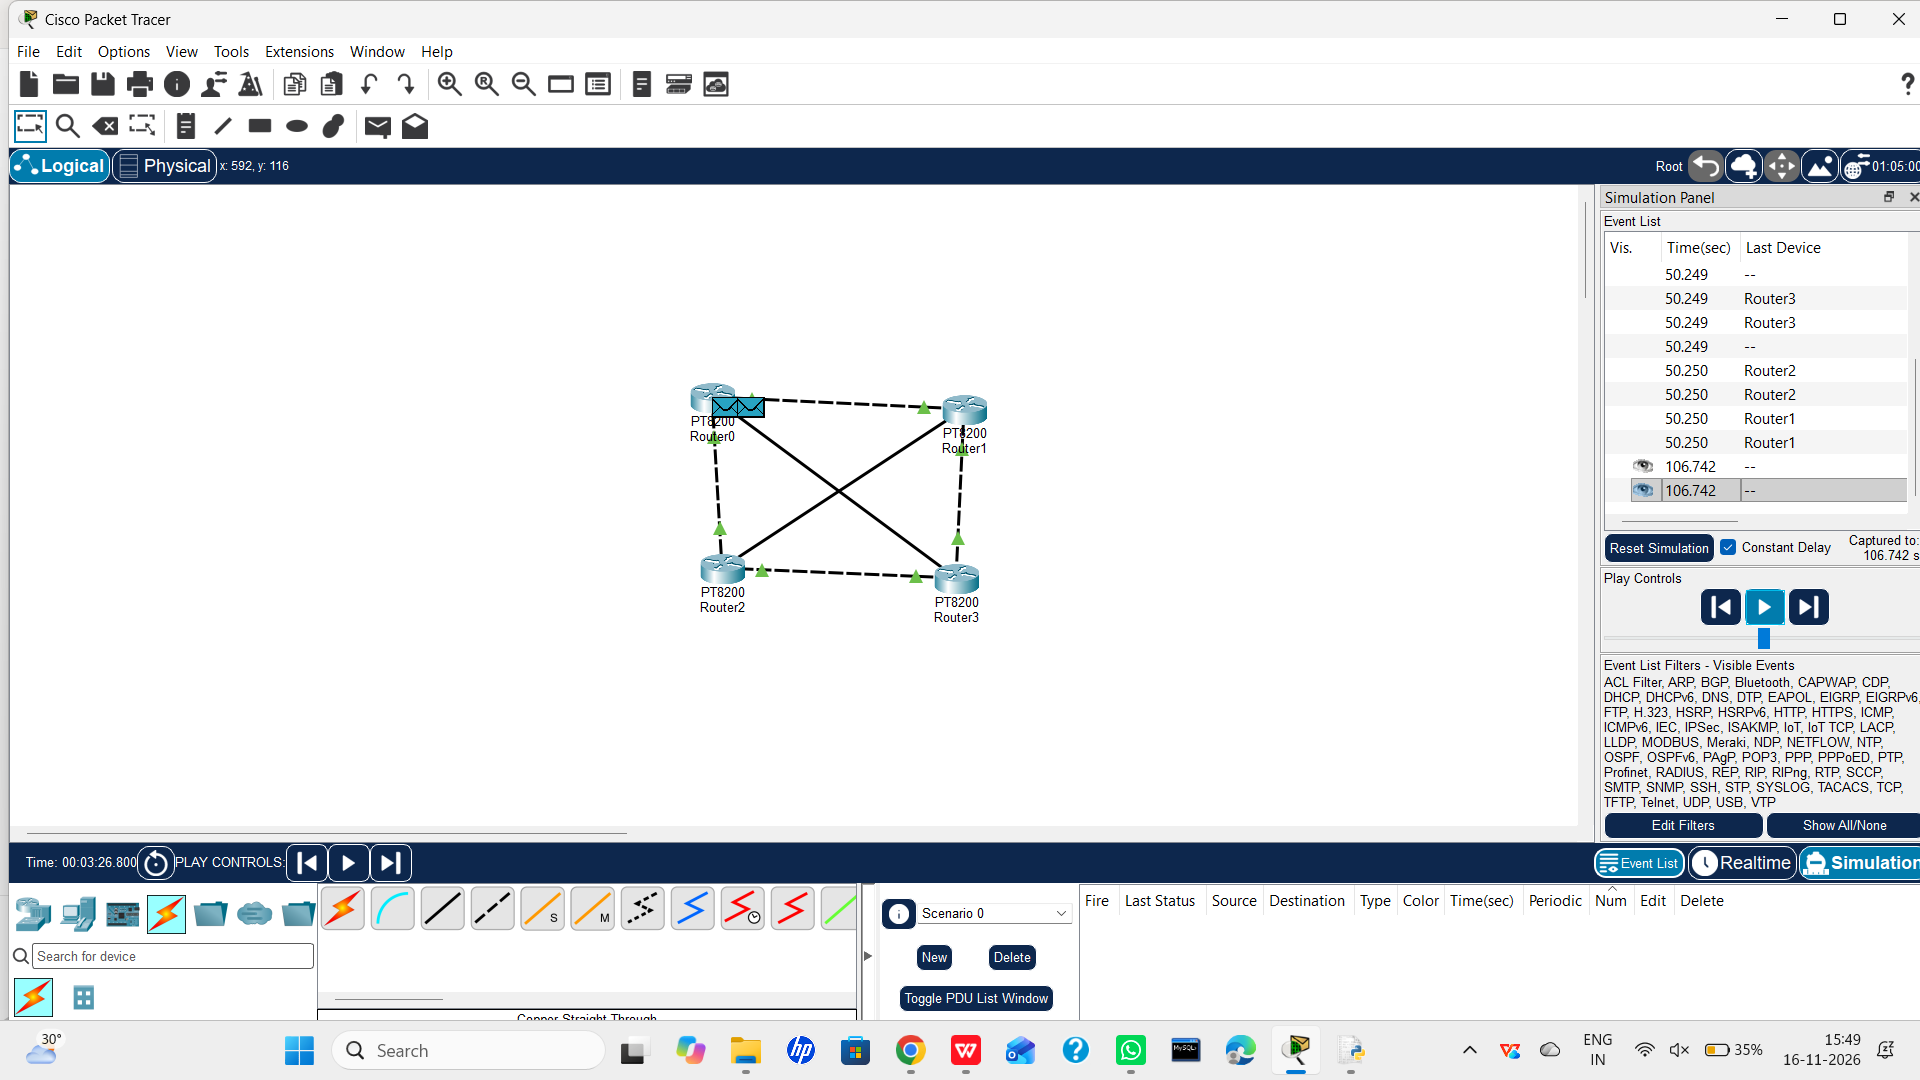 Cisco Packet Tracer
File Edit Options View Tools Extensions Window Help
Logical Physical x: 592, y: 116 Root 01:05:00
Simulation Panel
Event List
Vis. Time(sec) Last Device
50.249 --
50.249 Router3
50.249 Router3
50.249 --
50.250 Router2
50.250 Router2
50.250 Router1
50.250 Router1
106.742 --
106.742 --
Reset Simulation Constant Delay Captured to:
106.742 s
Play Controls
Event List Filters - Visible Events
ACL Filter, ARP, BGP, Bluetooth, CAPWAP, CDP,
DHCP, DHCPv6, DNS, DTP, EAPOL, EIGRP, EIGRPv6,
FTP, H.323, HSRP, HSRPv6, HTTP, HTTPS, ICMP,
ICMPv6, IEC, IPSec, ISAKMP, IoT, IoT TCP, LACP,
LLDP, MODBUS, Meraki, NDP, NETFLOW, NTP,
OSPF, OSPFv6, PAgP, POP3, PPP, PPPoED, PTP,
Profinet, RADIUS, REP, RIP, RIPng, RTP, SCCP,
SMTP, SNMP, SSH, STP, SYSLOG, TACACS, TCP,
TFTP, Telnet, UDP, USB, VTP
Edit Filters Show All/None
PT8200
Router0
PT8200
Router1
PT8200
Router2
PT8200
Router3
Time: 00:03:26.800 PLAY CONTROLS:
Event List Realtime Simulation
S M
Search for device
Copper Straight-Through
Scenario 0
New Delete
Toggle PDU List Window
Fire Last Status Source Destination Type Color Time(sec) Periodic Num Edit Delete
30°
Search
hp
MySQL
ENG
IN
35%
15:49
16-11-2026